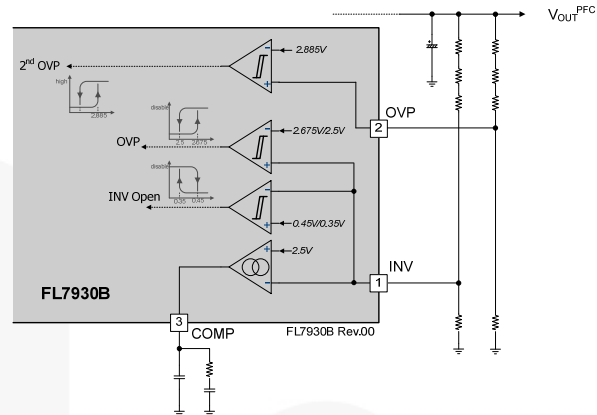 V_OUT^PFC
2nd OVP
2.885V
high
2.885
OVP
2
disable
OVP
2.675V/2.5V
2.5 2.675
disable
INV Open
0.35 0.45
0.45V/0.35V
2.5V
INV
1
FL7930B
3
COMP
FL7930B Rev.00